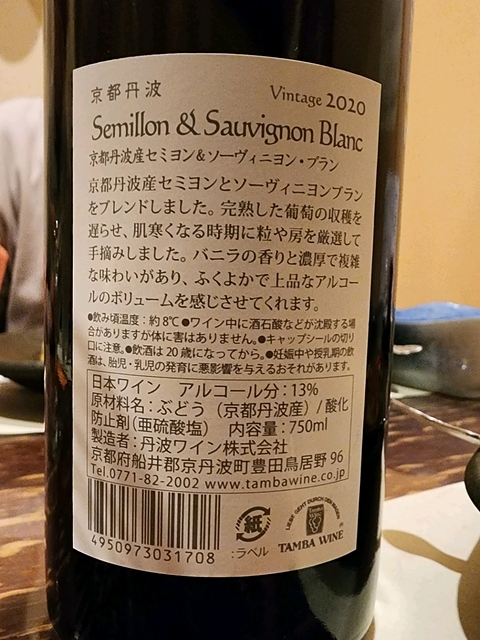 京都丹波
Vintage 2020
Semillon & Sauvignon Blanc
京都丹波産セミヨン&ソーヴィニヨン・ブラン
京都丹波産セミヨンとソーヴィニヨンブラン
をブレンドしました。完熟した葡萄の収穫を
遅らせ、肌寒くなる時期に粒や房を厳選して
手摘みしました。バニラの香りと濃厚で複雑
な味わいがあり、ふくよかで上品なアルコー
ルのボリュームを感じさせてくれます。
●飲み頃温度：約8℃●ワイン中に酒石酸などが沈殿する場
合がありますが体に害はありません。●キャップシールの切り
口に注意。●飲酒は20歳になってから。●妊娠中や授乳期の飲
酒は、胎児・乳児の発育に悪影響を与えるおそれがあります。
日本ワイン アルコール分：13%
原材料名：ぶどう（京都丹波産）/酸化
防止剤（亜硫酸塩） 内容量：750ml
製造者：丹波ワイン株式会社
京都府船井郡京丹波町豊田鳥居野96
Tel.0771-82-2002 www.tambawine.co.jp
4950973031708
紙
：ラベル
LIEBE GEHT DURCH DEN MAGEN
TAMBA WINE
TAMBA WINE